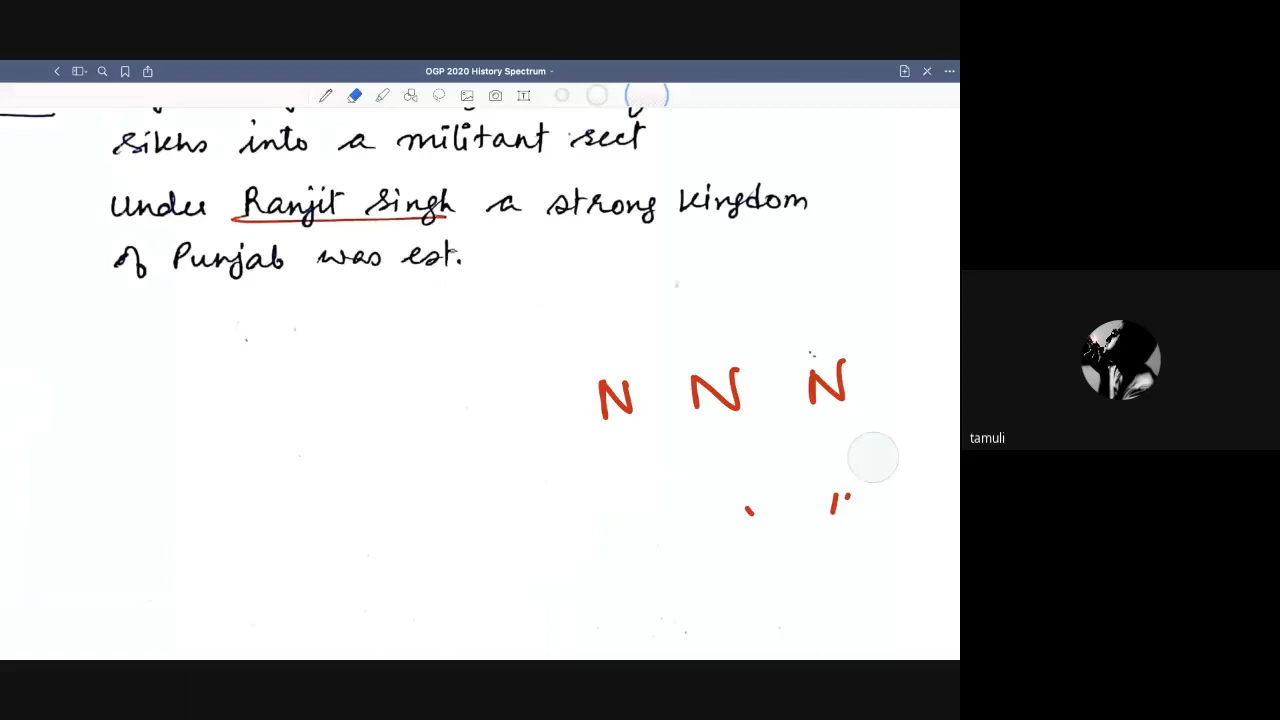 OGP 2020 History Spectrum
sikhs into a militant sect
Under Ranjit Singh a strong kingdom
of Punjab was est.
N N N
tamuli